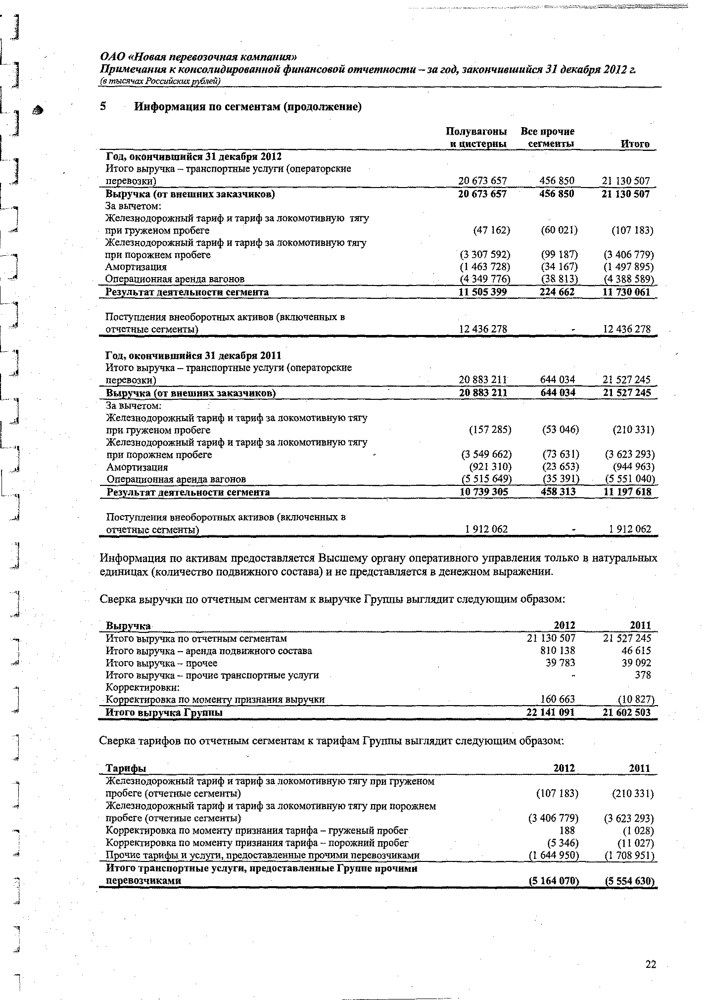 ОАО «Новая перевозочная компания»
Примечания к консолидированной финансовой отчетности – за год, закончившийся 31 декабря 2012 г.
(в тысячах Российских рублей)
5 Информация по сегментам (продолжение)
Полувагоны Все прочие
и цистерны сегменты Итого
Год, окончившийся 31 декабря 2012
Итого выручка – транспортные услуги (операторские
перевозки) 20 673 657 456 850 21 130 507
Выручка (от внешних заказчиков) 20 673 657 456 850 21 130 507
За вычетом:
Железнодорожный тариф и тариф за локомотивную тягу
при груженом пробеге (47 162) (60 021) (107 183)
Железнодорожный тариф и тариф за локомотивную тягу
при порожнем пробеге (3 307 592) (99 187) (3 406 779)
Амортизация (1 463 728) (34 167) (1 497 895)
Операционная аренда вагонов (4 349 776) (38 813) (4 388 589)
Результат деятельности сегмента 11 505 399 224 662 11 730 061
Поступления внеоборотных активов (включенных в
отчетные сегменты) 12 436 278 - 12 436 278
Год, окончившийся 31 декабря 2011
Итого выручка – транспортные услуги (операторские
перевозки) 20 883 211 644 034 21 527 245
Выручка (от внешних заказчиков) 20 883 211 644 034 21 527 245
За вычетом:
Железнодорожный тариф и тариф за локомотивную тягу
при груженом пробеге (157 285) (53 046) (210 331)
Железнодорожный тариф и тариф за локомотивную тягу
при порожнем пробеге (3 549 662) (73 631) (3 623 293)
Амортизация (921 310) (23 653) (944 963)
Операционная аренда вагонов (5 515 649) (35 391) (5 551 040)
Результат деятельности сегмента 10 739 305 458 313 11 197 618
Поступления внеоборотных активов (включенных в
отчетные сегменты) 1 912 062 - 1 912 062
Информация по активам предоставляется Высшему органу оперативного управления только в натуральных
единицах (количество подвижного состава) и не представляется в денежном выражении.
Сверка выручки по отчетным сегментам к выручке Группы выглядит следующим образом:
Выручка 2012 2011
Итого выручка по отчетным сегментам 21 130 507 21 527 245
Итого выручка – аренда подвижного состава 810 138 46 615
Итого выручка – прочее 39 783 39 092
Итого выручка – прочие транспортные услуги - 378
Корректировки:
Корректировка по моменту признания выручки 160 663 (10 827)
Итого выручка Группы 22 141 091 21 602 503
Сверка тарифов по отчетным сегментам к тарифам Группы выглядит следующим образом:
Тарифы 2012 2011
Железнодорожный тариф и тариф за локомотивную тягу при груженом
пробеге (отчетные сегменты) (107 183) (210 331)
Железнодорожный тариф и тариф за локомотивную тягу при порожнем
пробеге (отчетные сегменты) (3 406 779) (3 623 293)
Корректировка по моменту признания тарифа – груженый пробег 188 (1 028)
Корректировка по моменту признания тарифа – порожний пробег (5 346) (11 027)
Прочие тарифы и услуги, предоставленные прочими перевозчиками (1 644 950) (1 708 951)
Итого транспортные услуги, предоставленные Группе прочими
перевозчиками (5 164 070) (5 554 630)
22